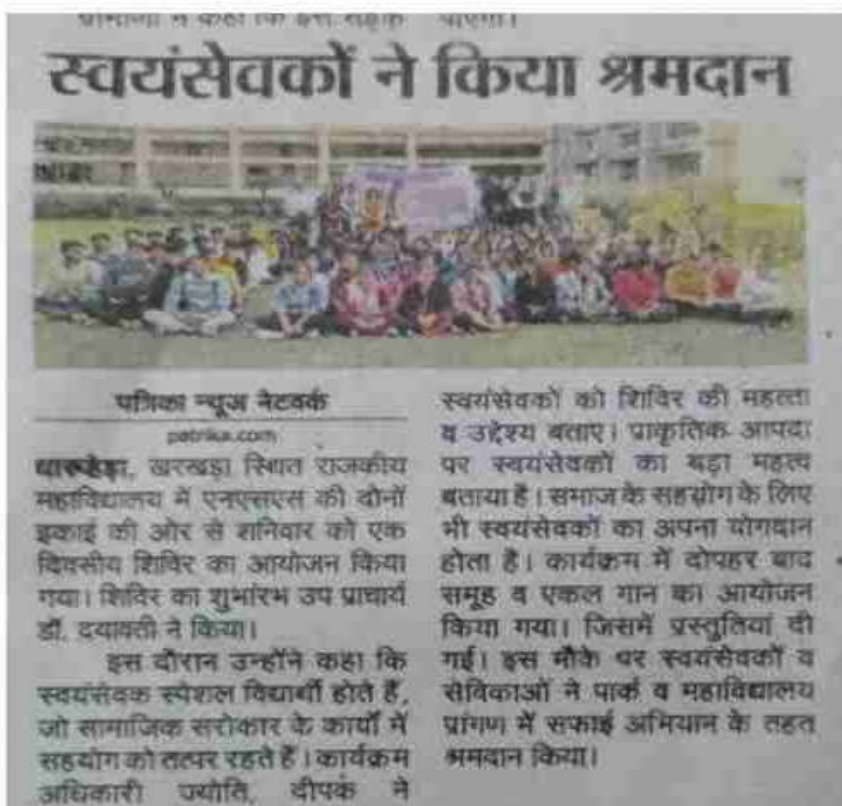 स्वयंसेवकों ने किया श्रमदान
पत्रिका न्यूज नेटवर्क
patrika.com
धारूहेड़ा. खरखड़ा स्थित राजकीय
महाविद्यालय में एनएसएस की दोनों
इकाई की ओर से शनिवार को एक
दिवसीय शिविर का आयोजन किया
गया। शिविर का शुभांरभ उप प्राचार्य
डॉ. दयावती ने किया।
इस दौरान उन्होंने कहा कि
स्वयंसेवक स्पेशल विद्यार्थी होते हैं,
जो सामाजिक सरोकार के कार्यों में
सहयोग को तत्पर रहते हैं। कार्यक्रम
अधिकारी ज्योति, दीपक ने
स्वयंसेवकों को शिविर की महत्ता
व उद्देश्य बताए। प्राकृतिक आपदा
पर स्वयंसेवकों का बड़ा महत्व
बताया है। समाज के सहयोग के लिए
भी स्वयंसेवकों का अपना योगदान
होता है। कार्यक्रम में दोपहर बाद
समूह व एकल गान का आयोजन
किया गया। जिसमें प्रस्तुतियां दी
गई। इस मौके पर स्वयंसेवकों व
सेविकाओं ने पार्क व महाविद्यालय
प्रांगण में सफाई अभियान के तहत
श्रमदान किया।